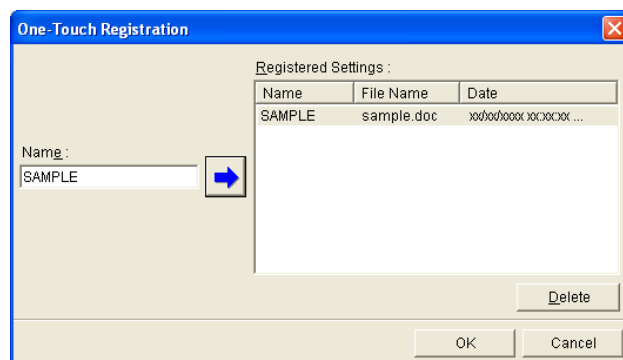 One-Touch Registration
Registered Settings :
Name File Name Date
SAMPLE sample.doc xx/xx/xxxx xx:xx:xx ...
Name :
SAMPLE
Delete
OK Cancel